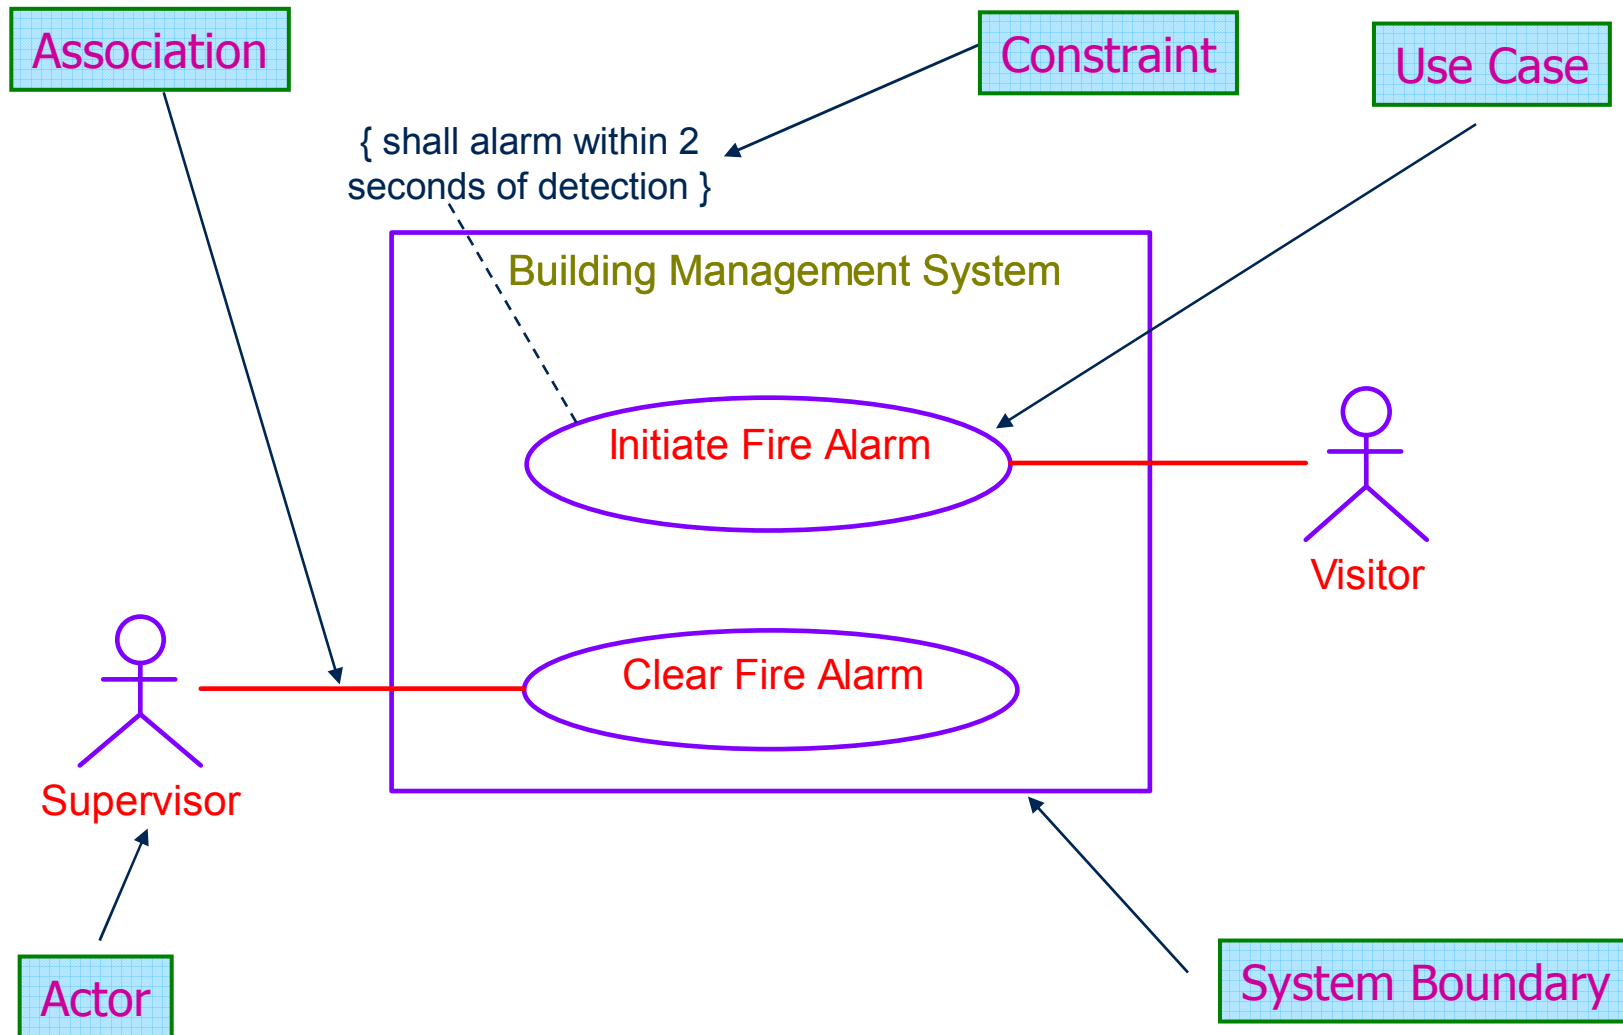 Association
Constraint
Use Case
{ shall alarm within 2
seconds of detection }
Building Management System
Initiate Fire Alarm
Visitor
Clear Fire Alarm
Supervisor
Actor
System Boundary